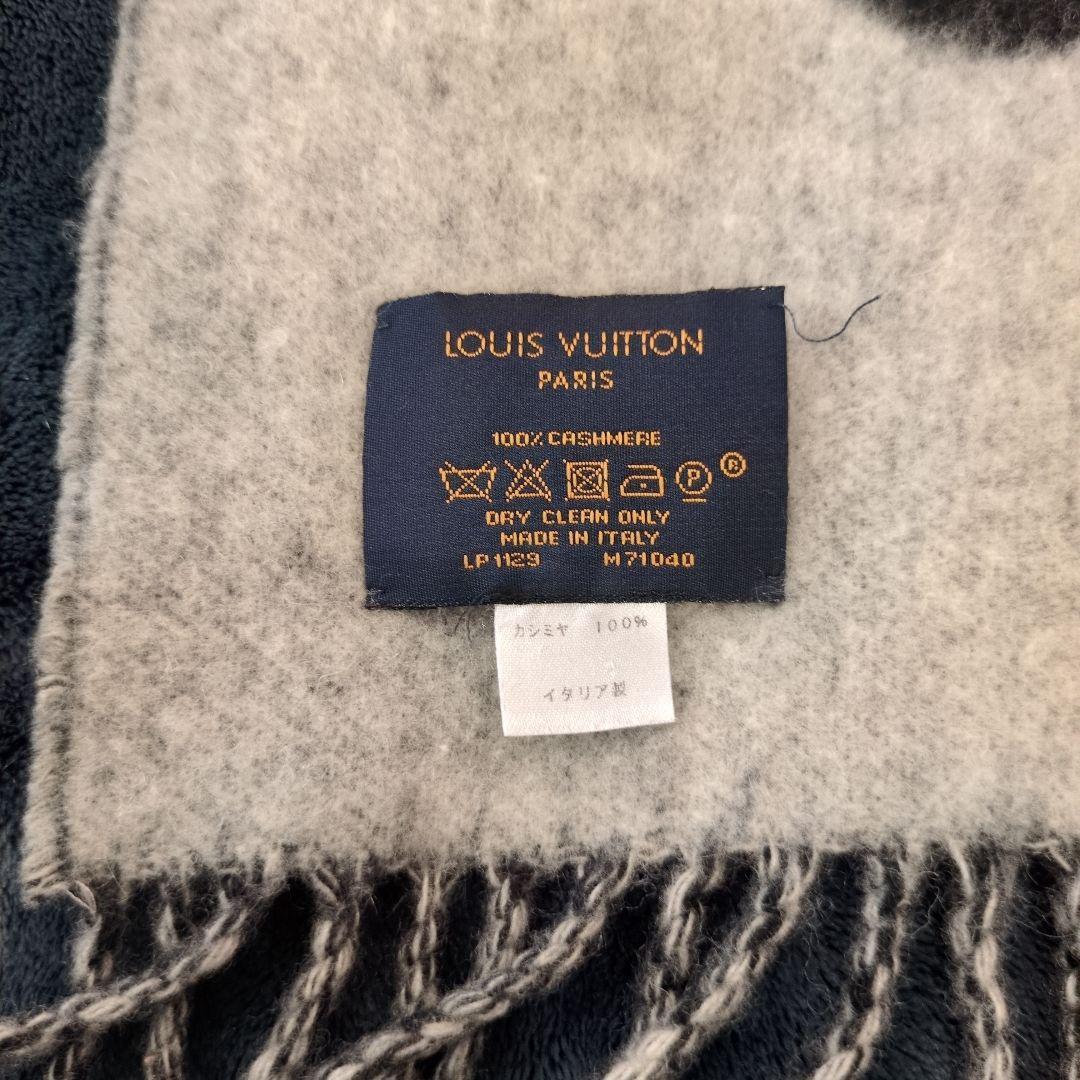 LOUIS VUITTON
PARIS
100% CASHMERE
P ®
DRY CLEAN ONLY
MADE IN ITALY
LP1129 M71040
カシミヤ 100%
イタリア製